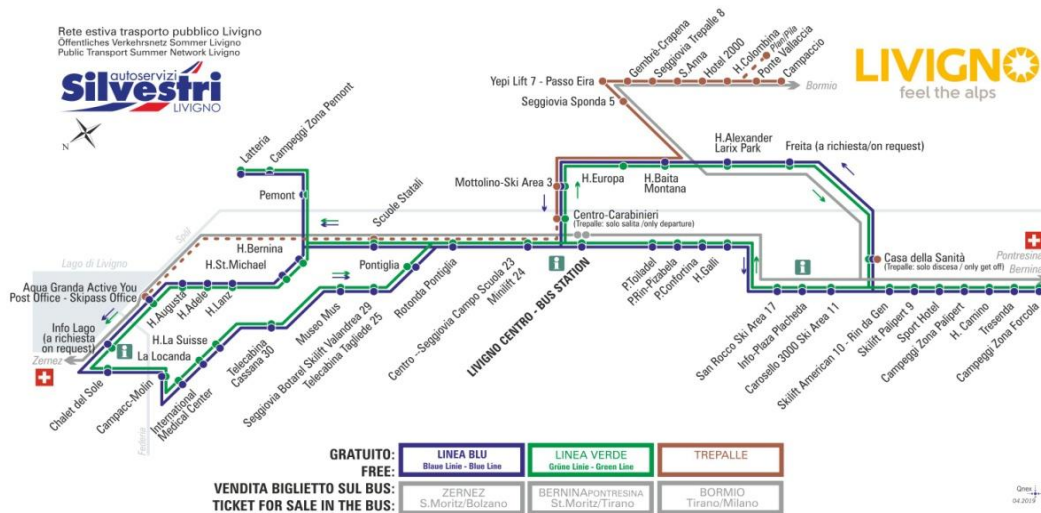 Rete estiva trasporto pubblico Livigno
Öffentliches Verkehrsnetz Sommer Livigno
Public Transport Summer Network Livigno
autoservizi
Silvestri
LIVIGNO
N
LIVIGNO
feel the alps
Yepi Lift 7 - Passo Eira
Seggiovia Sponda 5
Gembrè-Crapena
Seggiovia Trepalle 8
S.Anna
Hotel 2000
H.Colombina
Plan/Pila
Ponte Vallaccia
Campaccio
Bormio
Latteria
Campeggi Zona Pemont
Pemont
Scuole Statali
Mottolino-Ski Area 3
H.Europa
H.Baita
Montana
H.Alexander
Larix Park
Freita (a richiesta/on request)
Centro-Carabinieri
(Trepalle: solo salita /only departure)
Casa della Sanità
(Trepalle: solo discesa / only get off)
Pontresina
Bernina
Spöl
Lago di Livigno
Aqua Granda Active You
Post Office - Skipass Office
Info Lago
(a richiesta
on request)
Zernez
Federia
H.Bernina
H.St.Michael
H.Augusta
H.Adele
H.Lanz
H.La Suisse
La Locanda
Pontiglia
Chalet del Sole
Campacc-Molin
International
Medical Center
Telecabina
Cassana 30
Museo Mus
Seggiovia Botarel Skilift Valandrea 29
Telecabina Tagliede 25
Rotonda Pontiglia
Centro –Seggiovia Campo Scuola 23
Minilift 24
LIVIGNO CENTRO - BUS STATION
P.Tolladel
P.Rin-Puzabela
P.Confortina
H.Galli
San Rocco Ski Area 17
Info-Plaza Placheda
Carosello 3000 Ski Area 11
Skilift American 10 - Rin da Gen
Skilift Palipert 9
Sport Hotel
Campeggi Zona Palipert
H. Camino
Tresenda
Campeggi Zona Forcola
GRATUITO:
FREE:
LINEA BLU
Blaue Linie - Blue Line
LINEA VERDE
Grüne Linie - Green Line
TREPALLE
VENDITA BIGLIETTO SUL BUS:
TICKET FOR SALE IN THE BUS:
ZERNEZ
S.Moritz/Bolzano
BERNINA PONTRESINA
St.Moritz/Tirano
BORMIO
Tirano/Milano
Qnex
04.2019